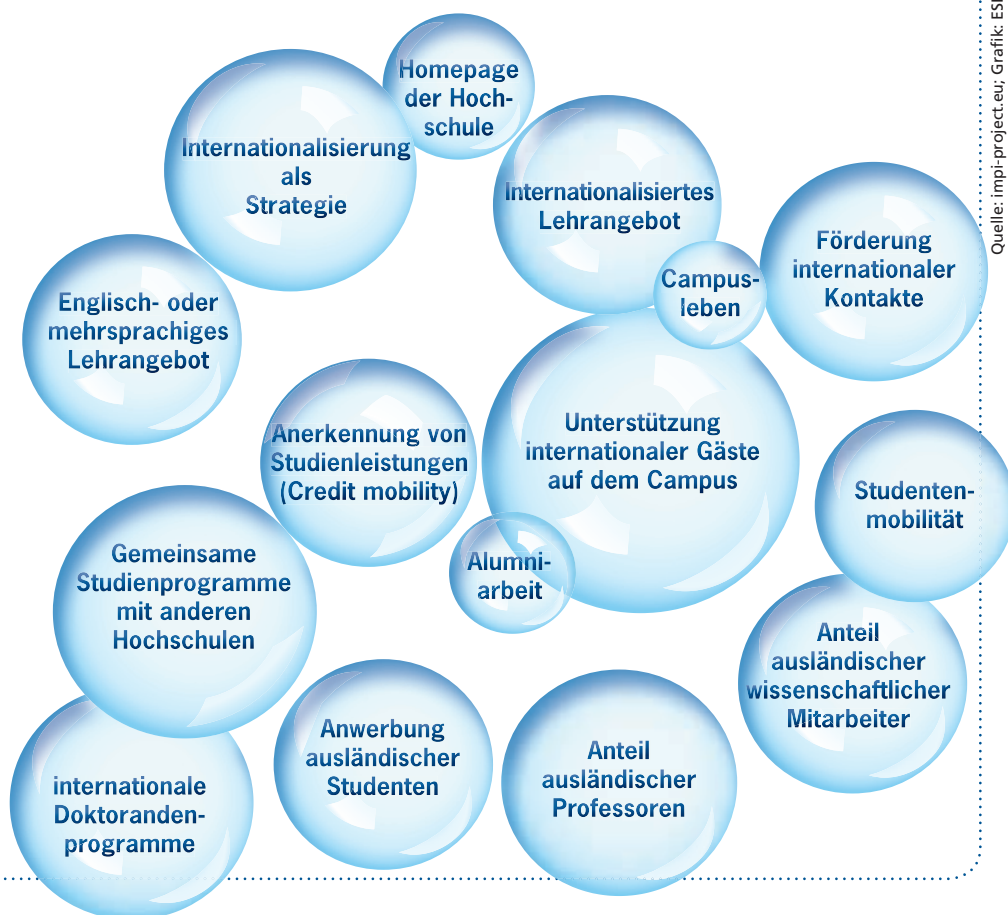 Homepage
der Hoch-
schule
Internationalisierung
als
Strategie
Internationalisiertes
Lehrangebot
Förderung
internationaler
Kontakte
Campus-
leben
Englisch- oder
mehrsprachiges
Lehrangebot
Anerkennung von
Studienleistungen
(Credit mobility)
Unterstützung
internationaler Gäste
auf dem Campus
Studenten-
mobilität
Alumni-
arbeit
Gemeinsame
Studienprogramme
mit anderen
Hochschulen
Anteil
ausländischer
wissenschaftlicher
Mitarbeiter
Anwerbung
ausländischer
Studenten
Anteil
ausländischer
Professoren
internationale
Doktoranden-
programme
Quelle: impi-project.eu; Grafik: